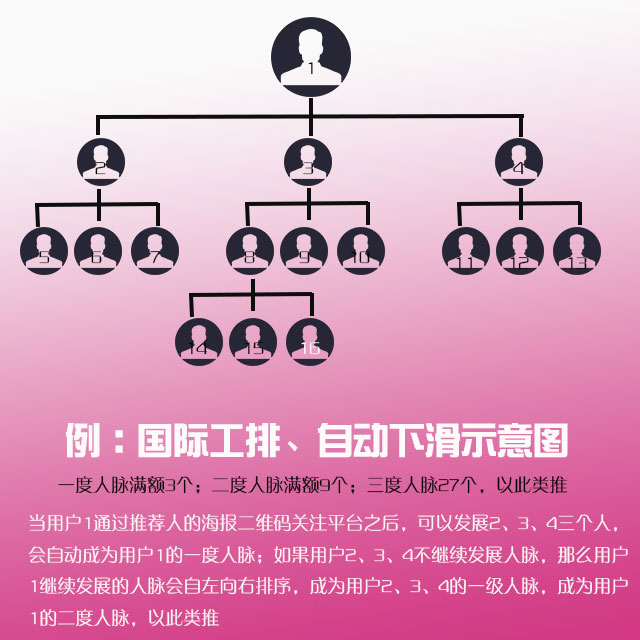 1
2 3 4
5 6 7 8 9 10 11 12 13
14 15 16
例：国际工排、自动下滑示意图
一度人脉满额3个；二度人脉满额9个；三度人脉27个，以此类推
当用户1通过推荐人的海报二维码关注平台之后，可以发展2、3、4三个人，
会自动成为用户1的一度人脉；如果用户2、3、4不继续发展人脉，那么用户
1继续发展的人脉会自左向右排序，成为用户2、3、4的一级人脉，成为用户
1的二度人脉，以此类推